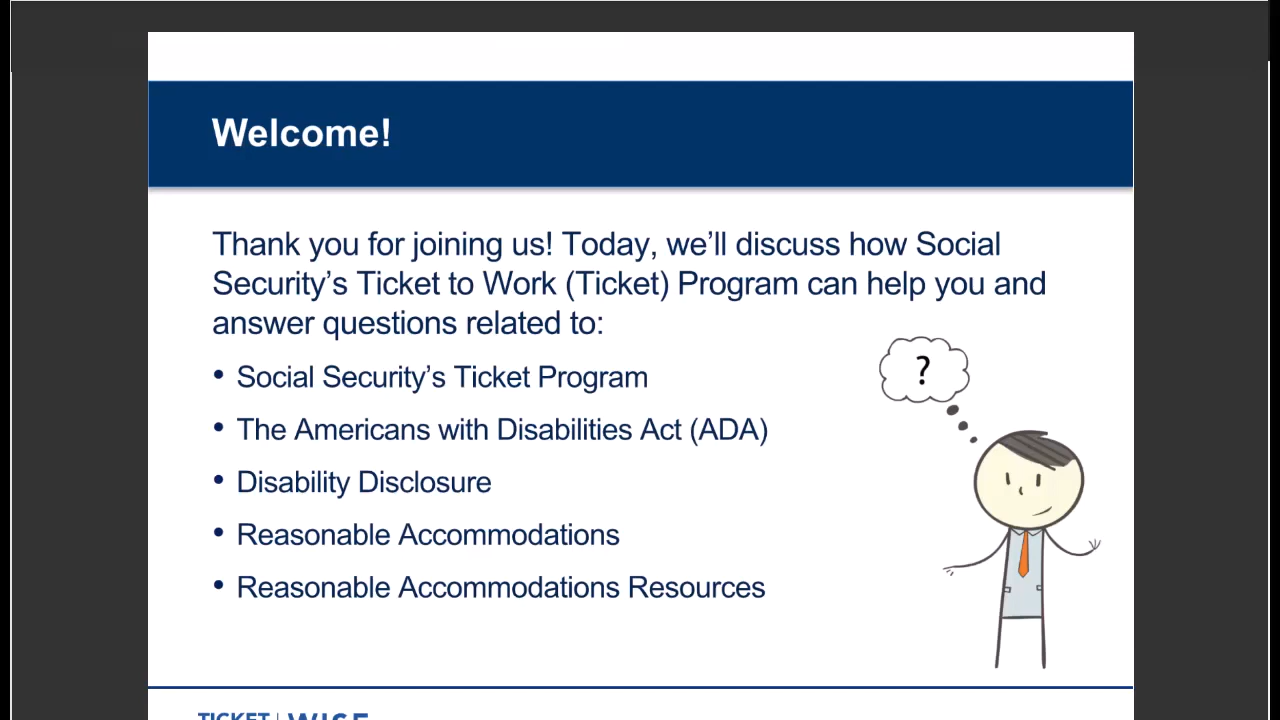 Welcome!
Thank you for joining us! Today, we’ll discuss how Social
Security’s Ticket to Work (Ticket) Program can help you and
answer questions related to:
• Social Security’s Ticket Program
• The Americans with Disabilities Act (ADA)
• Disability Disclosure
• Reasonable Accommodations
• Reasonable Accommodations Resources
?
TICKET | WISE